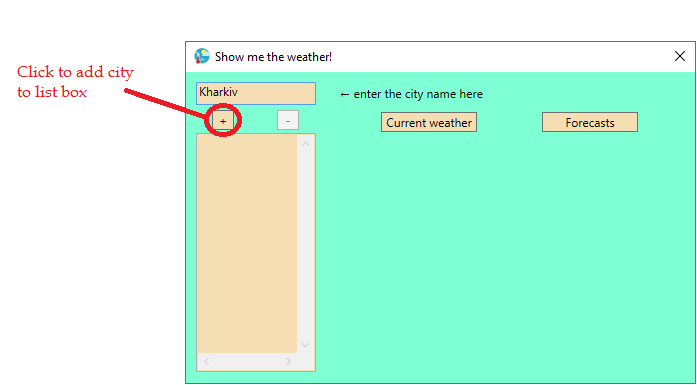 Show me the weather!
Click to add city
to list box
Kharkiv
← enter the city name here
+
-
Current weather
Forecasts